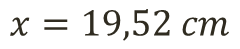 x = 19,52 cm